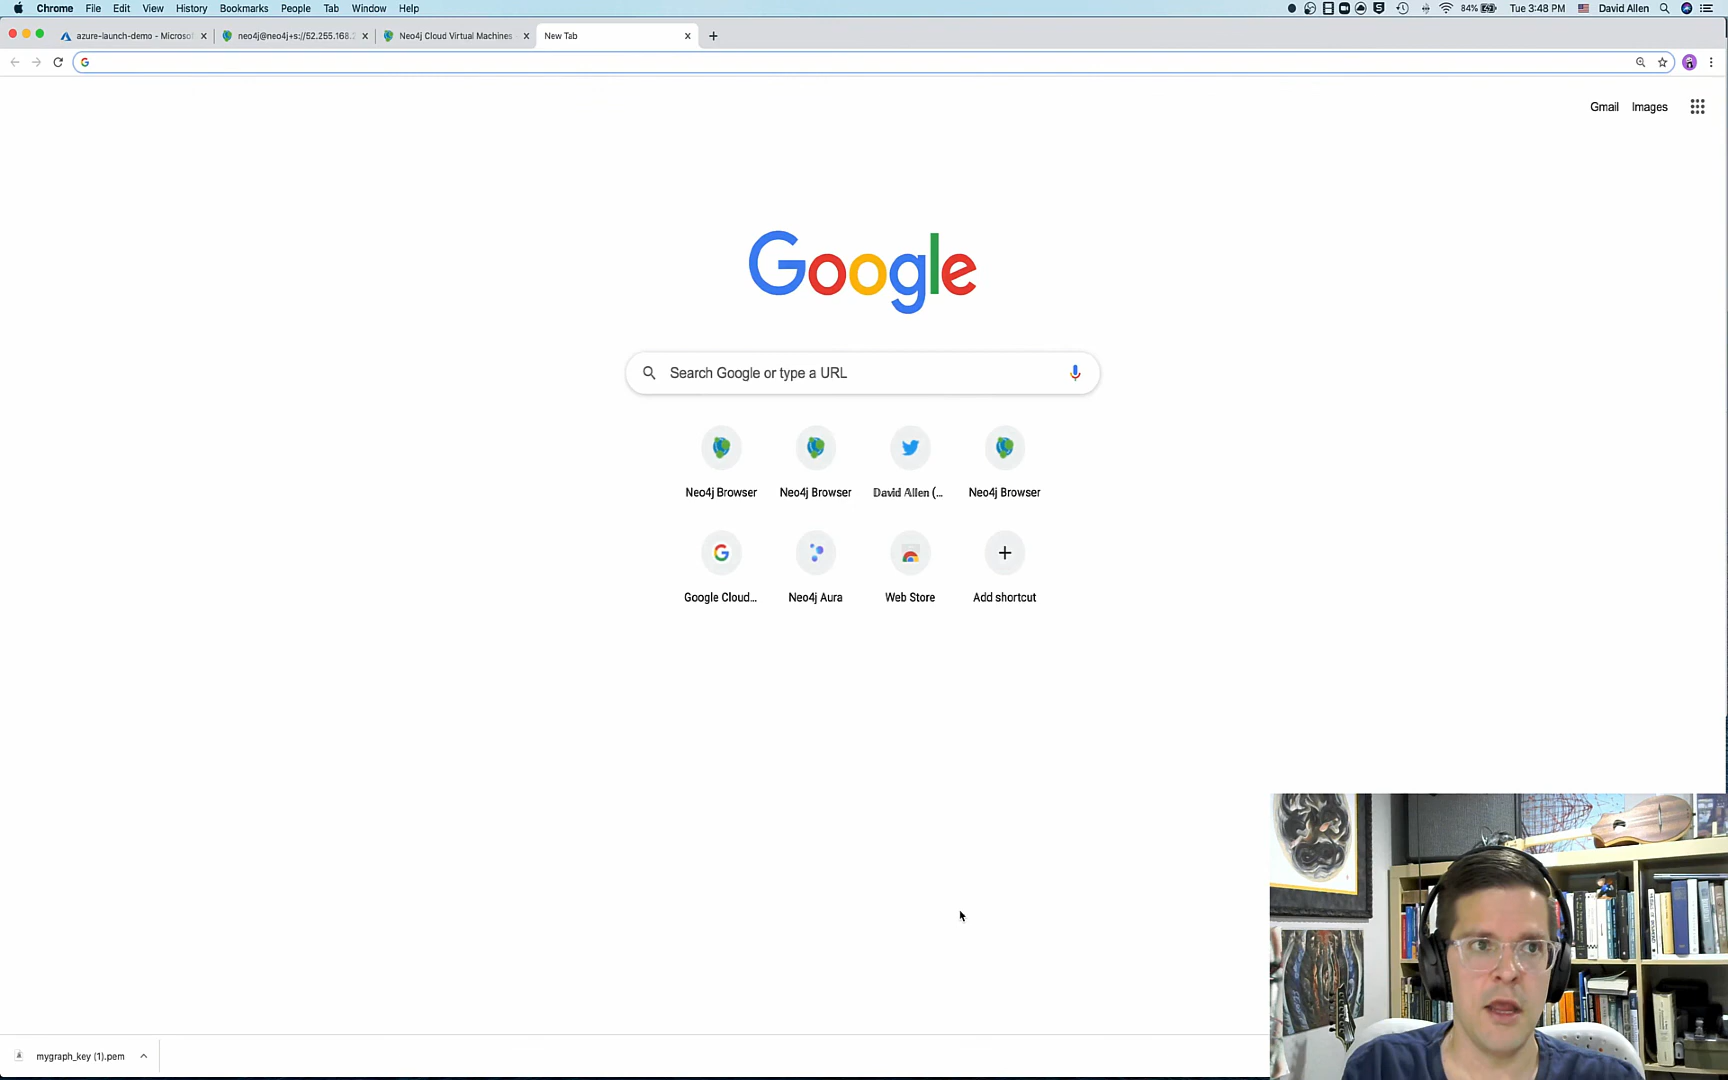 Chrome File Edit View History Bookmarks People Tab Window Help 84% Tue 3:48 PM David Allen
azure-launch-demo - Microso neo4j@neo4j+s://52.255.168.2 Neo4j Cloud Virtual Machines New Tab
Gmail Images
Google
Search Google or type a URL
Neo4j Browser Neo4j Browser David Allen (... Neo4j Browser
Google Cloud... Neo4j Aura Web Store Add shortcut
mygraph_key (1).pem